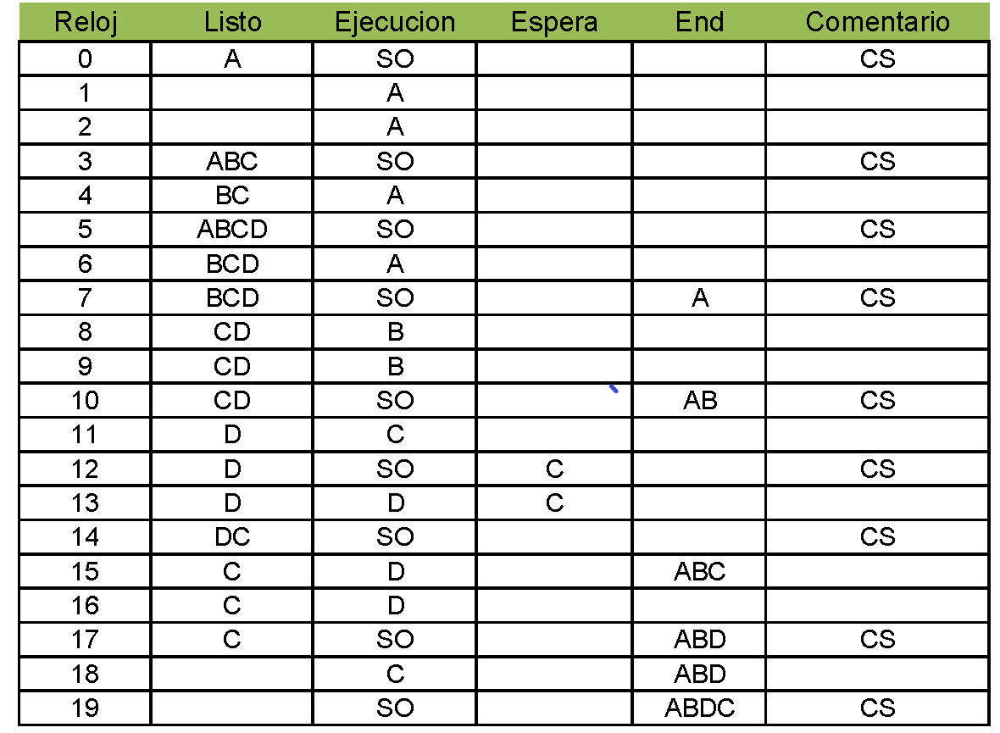 Reloj Listo Ejecucion Espera End Comentario
0 A SO CS
1 A
2 A
3 ABC SO CS
4 BC A
5 ABCD SO CS
6 BCD A
7 BCD SO A CS
8 CD B
9 CD B
10 CD SO AB CS
11 D C
12 D SO C CS
13 D D C
14 DC SO CS
15 C D ABC
16 C D
17 C SO ABD CS
18 C ABD
19 SO ABDC CS